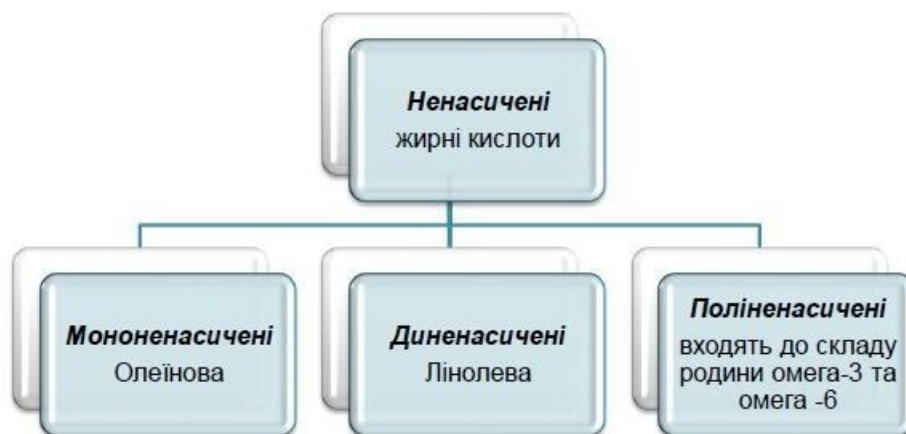 Ненасичені
жирні кислоти
Мононенасичені
Олеїнова
Диненасичені
Лінолева
Поліненасичені
входять до складу
родини омега-3 та
омега -6